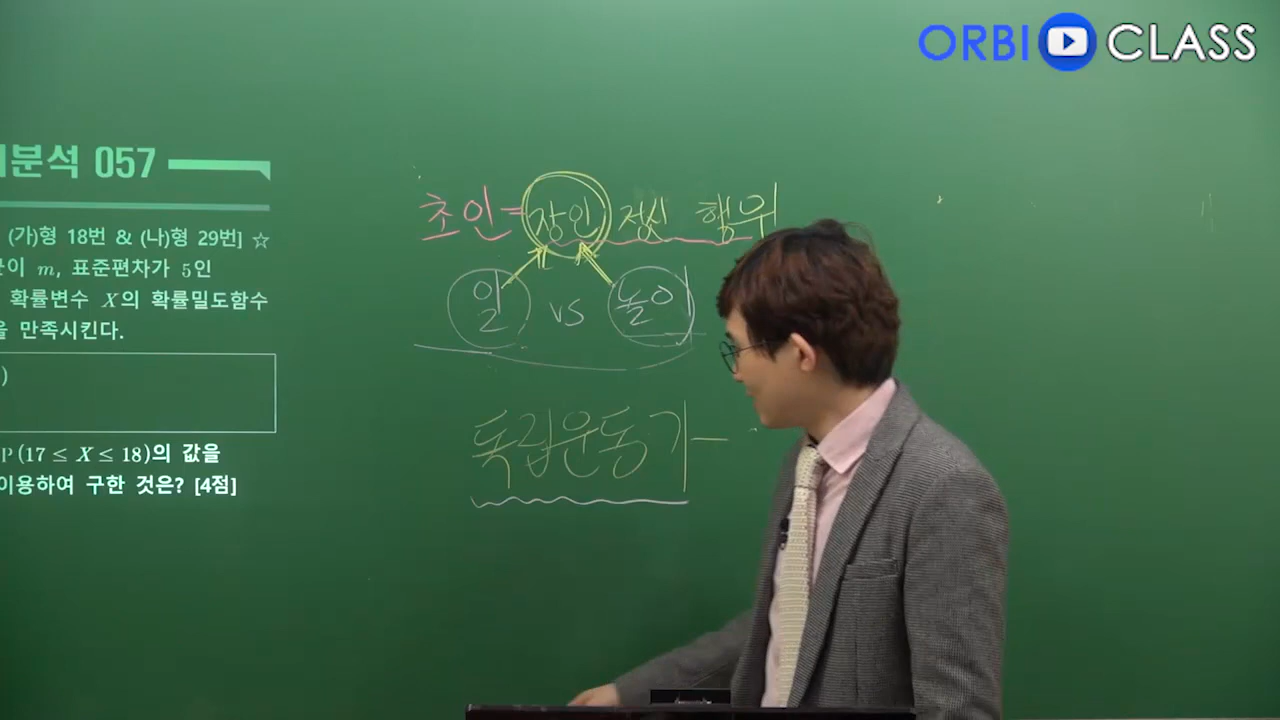 ORBI CLASS
분석 057
(가)형 18번 & (나)형 29번] ☆
이 m, 표준편차가 5인
확률변수 X의 확률밀도함수
을 만족시킨다.
)
P(17 ≤ X ≤ 18)의 값을
이용하여 구한 것은? [4점]
초인=장인 정신 행위
일 vs 놀이
독립운동가